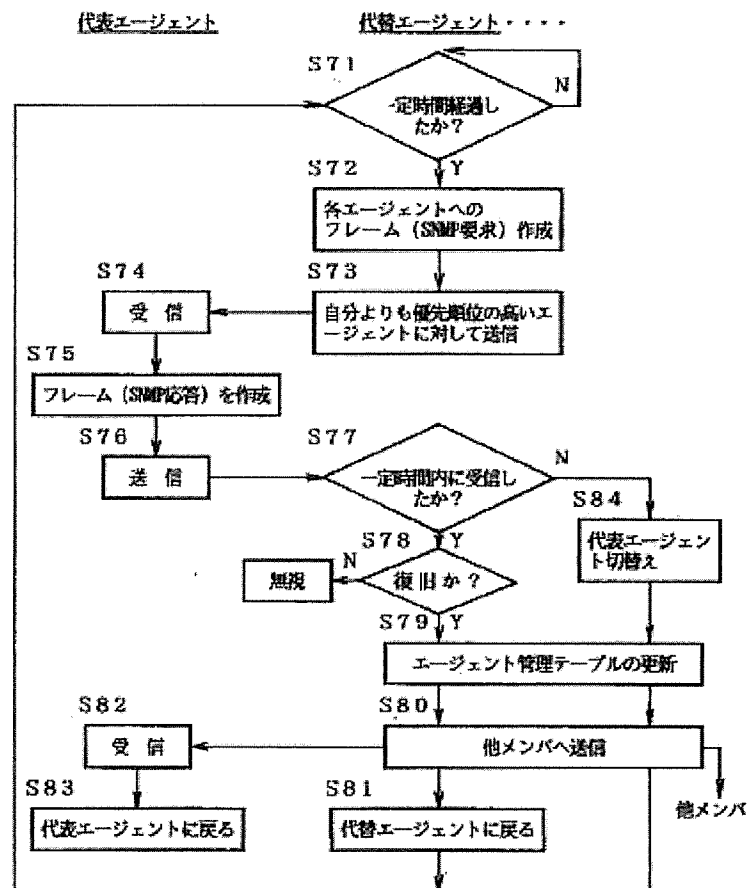 代表エージェント
代替エージェント・・・・
S71
一定時間経過し
たか?
N
Y
S72
各エージェントへの
フレーム (SNMP要求) 作成
S73
自分よりも優先順位の高いエ
ージェントに対して送信
S74
受 信
S75
フレーム (SNMP応答) を作成
S76
送 信
S77
一定時間内に受信し
たか?
N
Y
S84
代表エージェン
ト切替え
S78
復旧か?
N
無視
Y
S79
エージェント管理テーブルの更新
S80
他メンバへ送信
他メンバ
S82
受 信
S83
代表エージェントに戻る
S81
代替エージェントに戻る